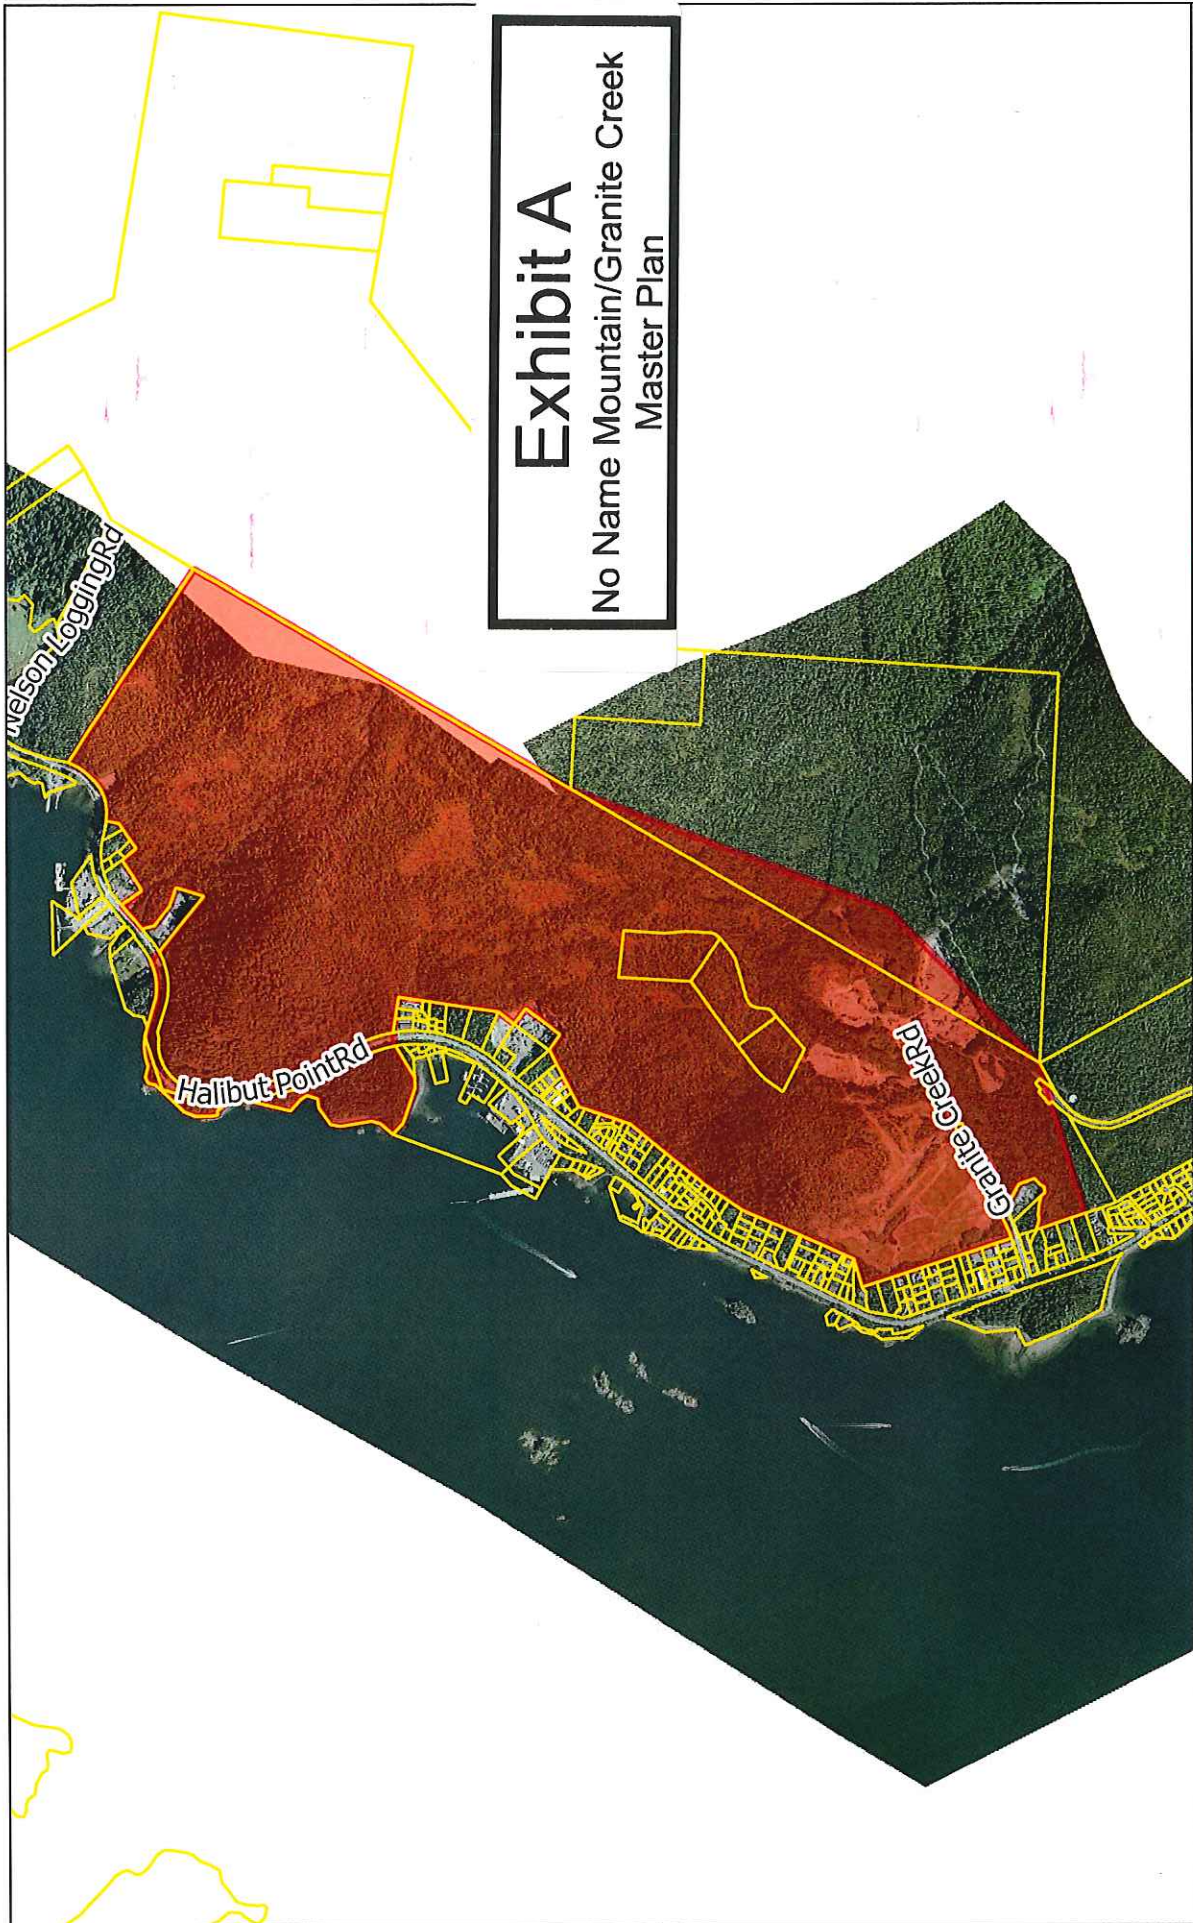 Exhibit A
No Name Mountain/Granite Creek
Master Plan
Nelson LoggingRd
Halibut PointRd
Granite CreekRd